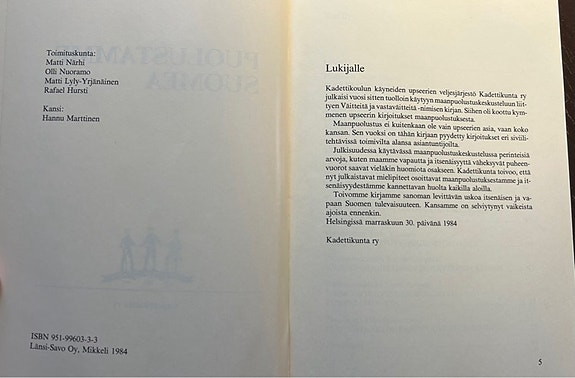 Toimituskunta:
Matti Närhi
Olli Nuoramo
Matti Lyly-Yrjänäinen
Rafael Hursti
Kansi:
Hannu Marttinen
ISBN 951-99603-3-3
Länsi-Savo Oy, Mikkeli 1984
Lukijalle
Kadettikoulun käyneiden upseerien veljesjärjestö Kadettikunta ry
julkaisi vuosi sitten tuolloin käytyyn maanpuolustuskeskusteluun liit-
tyen Väitteitä ja vastaväitteitä -nimisen kirjan. Siihen oli koottu kym-
menen upseerin kirjoitukset maanpuolustuksesta.
Maanpuolustus ei kuitenkaan ole vain upseerien asia, vaan koko
kansan. Sen vuoksi on tähän kirjaan pyydetty kirjoitukset eri siviili-
tehtävissä toimivilta alansa asiantuntijoilta.
Julkisuudessa käytävässä maanpuolustuskeskustelussa perinteisiä
arvoja, kuten maamme vapautta ja itsenäisyyttä väheksyvät puheen-
vuorot saavat vieläkin huomiota osakseen. Kadettikunta toivoo, että
nyt julkaistavat mielipiteet osoittavat maanpuolustuksestamme ja it-
senäisyydestämme kannettavan huolta kaikilla aloilla.
Toivomme kirjamme sanoman levittävän uskoa itsenäisen ja va-
paan Suomen tulevaisuuteen. Kansamme on selviytynyt vaikeista
ajoista ennenkin.
Helsingissä marraskuun 30. päivänä 1984
Kadettikunta ry
5